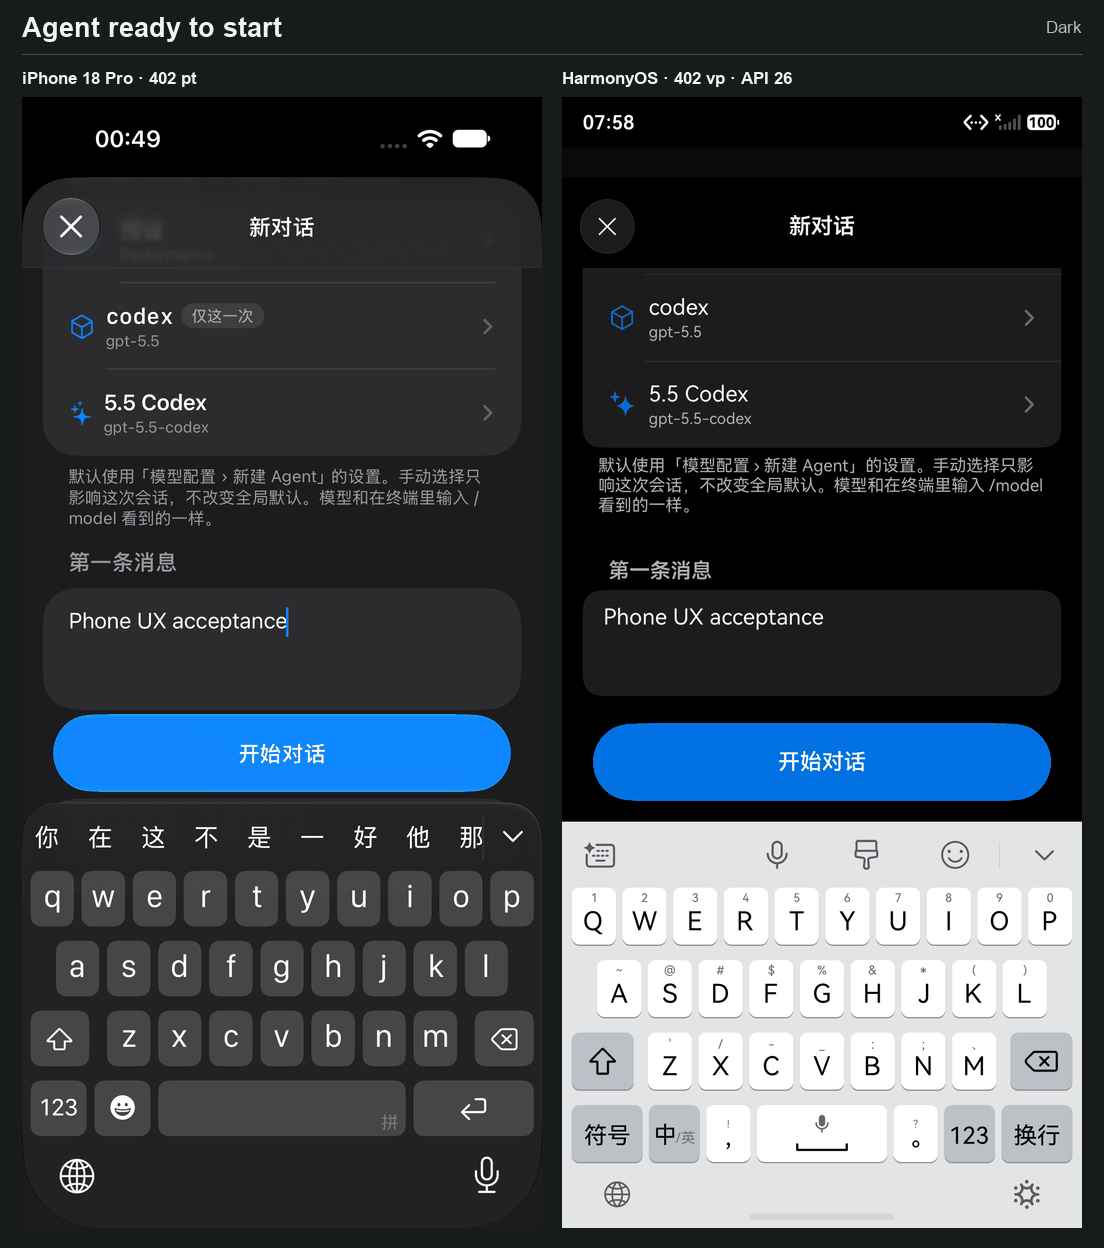 Agent ready to start
Dark
iPhone 18 Pro · 402 pt
00:49
新对话
预设
Performance
codex 仅这一次
gpt-5.5
5.5 Codex
gpt-5.5-codex
默认使用「模型配置 › 新建 Agent」的设置。手动选择只
影响这次会话，不改变全局默认。模型和在终端里输入 /
model 看到的一样。
第一条消息
Phone UX acceptance
开始对话
你 在 这 不 是 一 好 他 那
q w e r t y u i o p
a s d f g h j k l
z x c v b n m
123
拼
HarmonyOS · 402 vp · API 26
07:58
100
新对话
codex
gpt-5.5
5.5 Codex
gpt-5.5-codex
默认使用「模型配置 › 新建 Agent」的设置。手动选择只影
响这次会话，不改变全局默认。模型和在终端里输入 /model
看到的一样。
第一条消息
Phone UX acceptance
开始对话
1 2 3 4 5 6 7 8 9 0
Q W E R T Y U I O P
~ @ # $ % & * ( )
A S D F G H J K L
' / - _ : ; 、
Z X C V B N M
符号 中/英 ！ ， ？ 。 123 换行